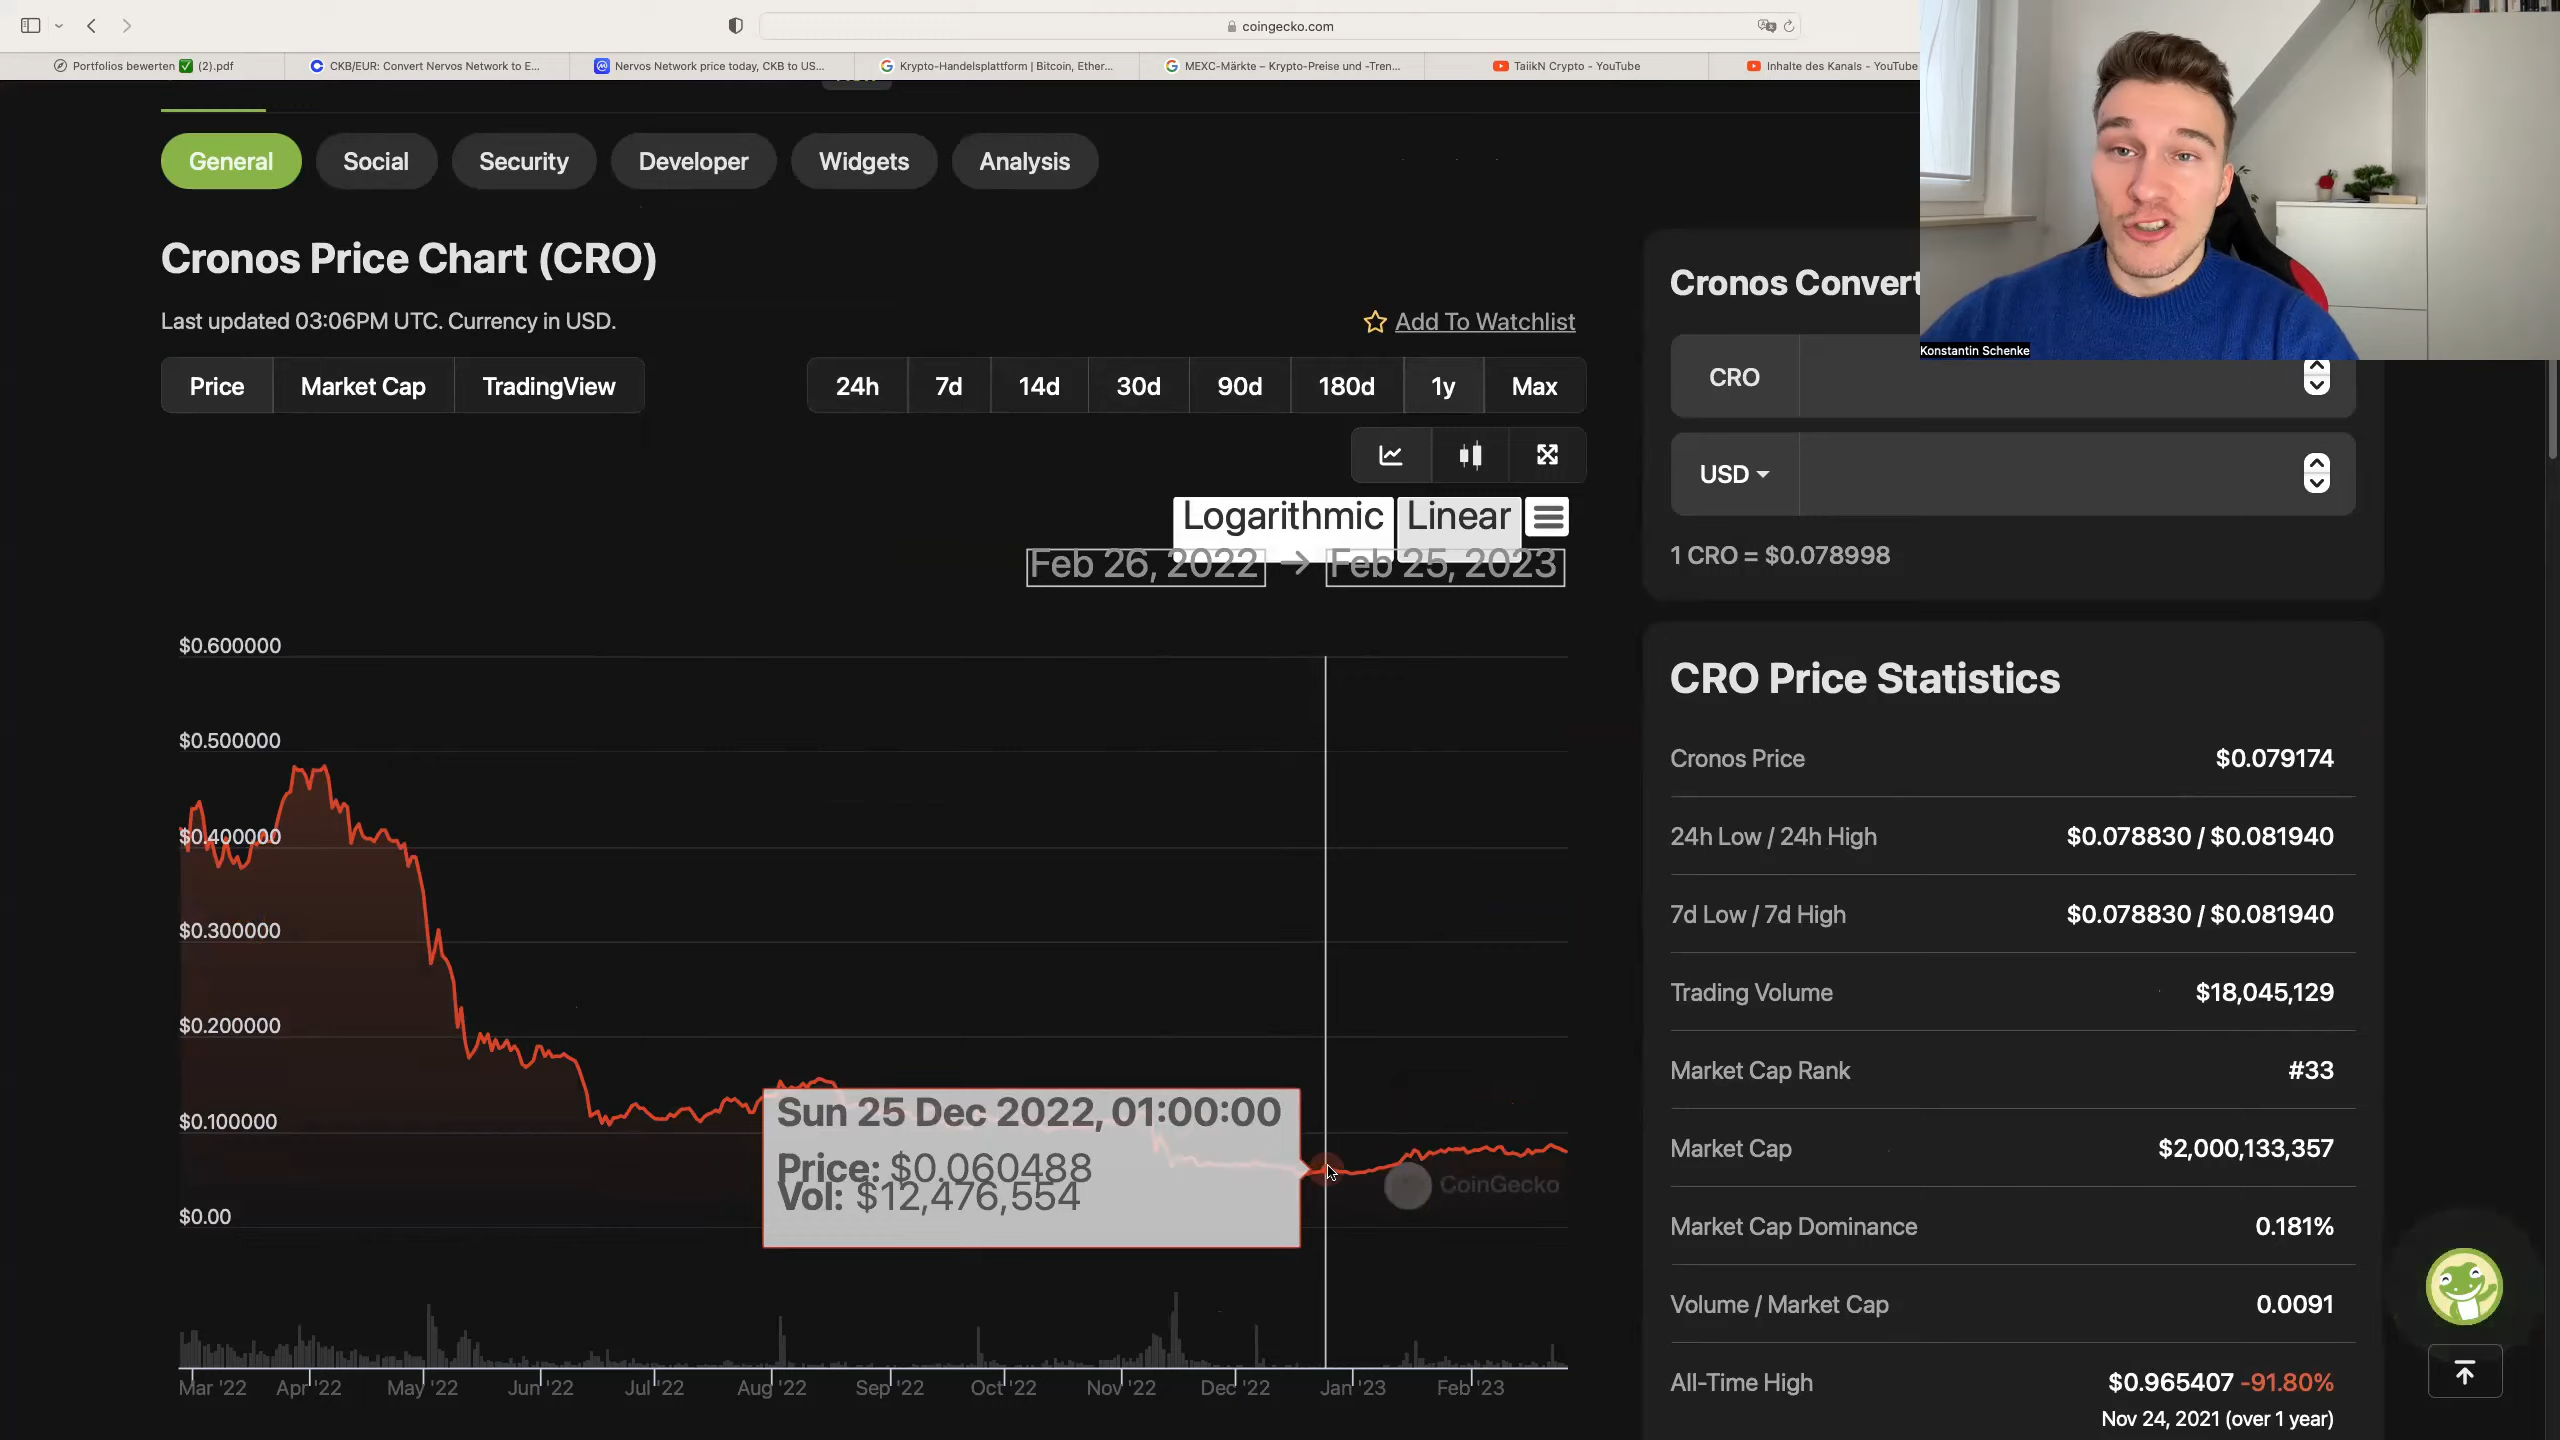 coingecko.com
Portfolios bewerten ✅ (2).pdf
CKB/EUR: Convert Nervos Network to E...
Nervos Network price today, CKB to US...
Krypto-Handelsplattform | Bitcoin, Ether...
MEXC-Märkte – Krypto-Preise und -Tren...
TaiikN Crypto - YouTube
Inhalte des Kanals - YouTube
General
Social
Security
Developer
Widgets
Analysis
Konstantin Schenke
Cronos Price Chart (CRO)
Last updated 03:06PM UTC. Currency in USD.
Add To Watchlist
Price
Market Cap
TradingView
24h
7d
14d
30d
90d
180d
1y
Max
Logarithmic
Linear
Feb 26, 2022 → Feb 25, 2023
$0.600000
$0.500000
$0.400000
$0.300000
$0.200000
$0.100000
$0.00
Sun 25 Dec 2022, 01:00:00
Price: $0.060488
Vol: $12,476,554
CoinGecko
Mar '22
Apr '22
May '22
Jun '22
Jul '22
Aug '22
Sep '22
Oct '22
Nov '22
Dec '22
Jan '23
Feb '23
Cronos Convert
CRO
USD
1 CRO = $0.078998
CRO Price Statistics
Cronos Price $0.079174
24h Low / 24h High $0.078830 / $0.081940
7d Low / 7d High $0.078830 / $0.081940
Trading Volume $18,045,129
Market Cap Rank #33
Market Cap $2,000,133,357
Market Cap Dominance 0.181%
Volume / Market Cap 0.0091
All-Time High $0.965407 -91.80%
Nov 24, 2021 (over 1 year)